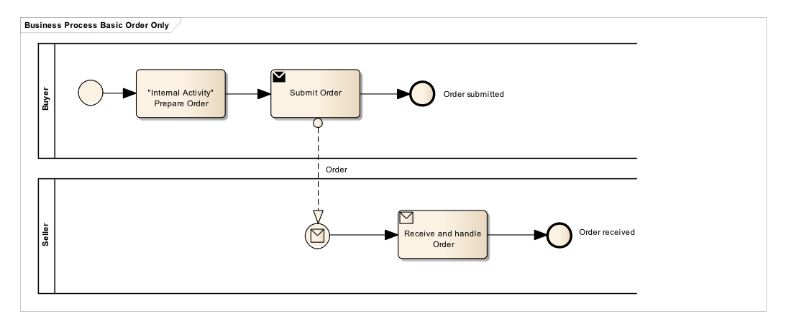 Business Process Basic Order Only
Buyer
"Internal Activity"
Prepare Order
Submit Order
Order submitted
Order
Seller
Receive and handle
Order
Order received